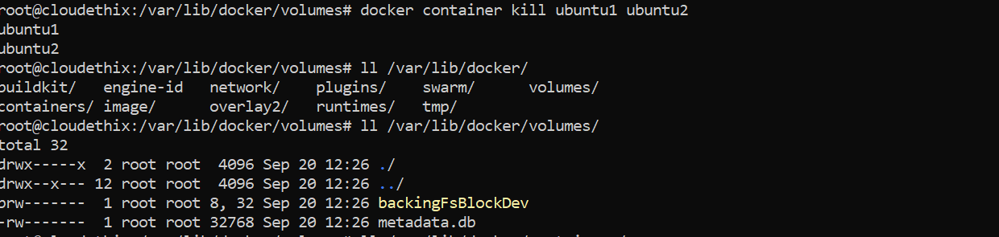 root@cloudethix:/var/lib/docker/volumes# docker container kill ubuntu1 ubuntu2
ubuntu1
ubuntu2
root@cloudethix:/var/lib/docker/volumes# ll /var/lib/docker/
buildkit/   engine-id   network/    plugins/    swarm/      volumes/
containers/ image/      overlay2/   runtimes/   tmp/
root@cloudethix:/var/lib/docker/volumes# ll /var/lib/docker/volumes/
total 32
drwx-----x  2 root root  4096 Sep 20 12:26 ./
drwx--x--- 12 root root  4096 Sep 20 12:26 ../
brw-------  1 root root 8, 32 Sep 20 12:26 backingFsBlockDev
-rw-------  1 root root 32768 Sep 20 12:26 metadata.db